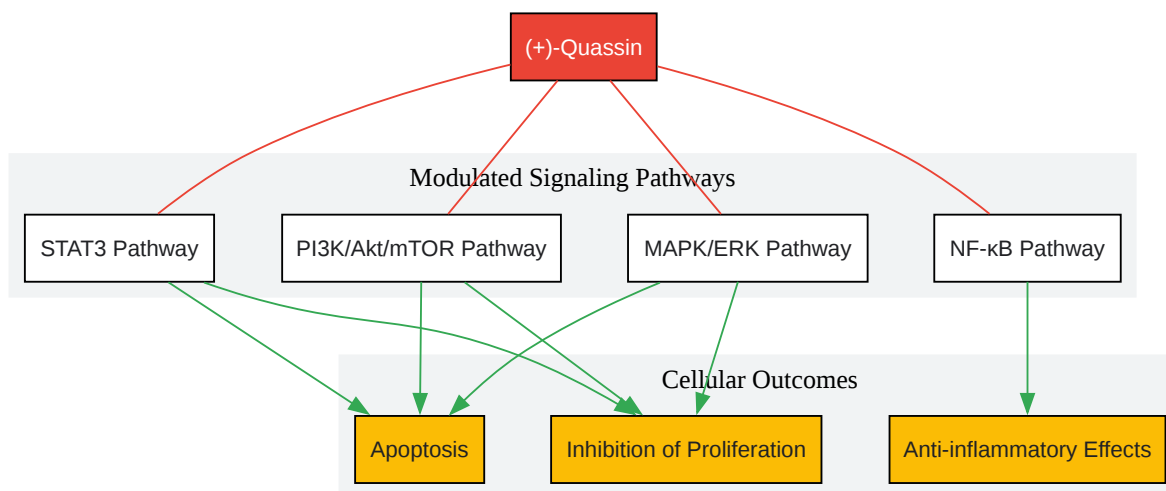 (+)-Quassin
Modulated Signaling Pathways
STAT3 Pathway
PI3K/Akt/mTOR Pathway
MAPK/ERK Pathway
NF-κB Pathway
Cellular Outcomes
Apoptosis
Inhibition of Proliferation
Anti-inflammatory Effects